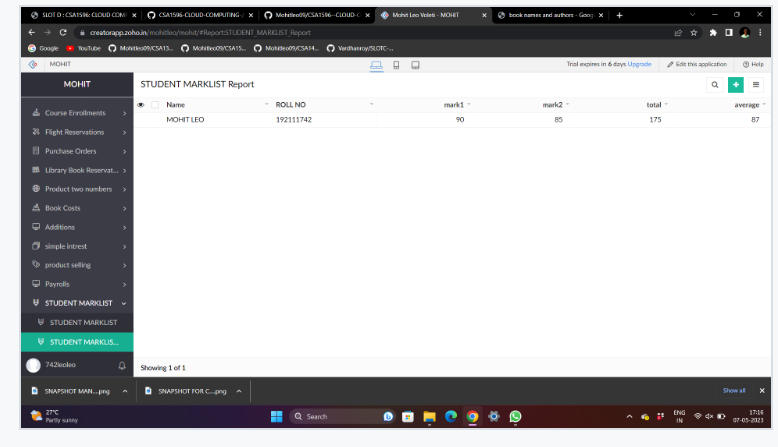 SLOT D : CSA1596: CLOUD COM
CSA1596-CLOUD-COMPUTING
Mohitleo9/CSA1596--CLOUD-C
Mohit Leo Voleti - MOHIT
book names and authors - Goog
creatorapp.zoho.in/mohitleo/mohit/#Report:STUDENT_MARKLIST_Report
Google
YouTube
Mohitleo09/CSA13...
Mohitleo09/CSA15...
Mohitleo09/CSA14...
Vardhanroy/SLOTC-...
MOHIT
Trial expires in 6 days Upgrade
Edit this application
Help
MOHIT
STUDENT MARKLIST Report
Name ROLL NO mark1 mark2 total average
MOHIT LEO 192111742 90 85 175 87
Course Enrollments
Flight Reservations
Purchase Orders
Library Book Reservat...
Product two numbers
Book Costs
Additions
simple intrest
product selling
Payrolls
STUDENT MARKLIST
STUDENT MARKLIST
STUDENT MARKLIS...
742leoleo
Showing 1 of 1
SNAPSHOT MAN....png
SNAPSHOT FOR C....png
Show all
27°C
Partly sunny
Search
ENG
IN
17:16
07-05-2023